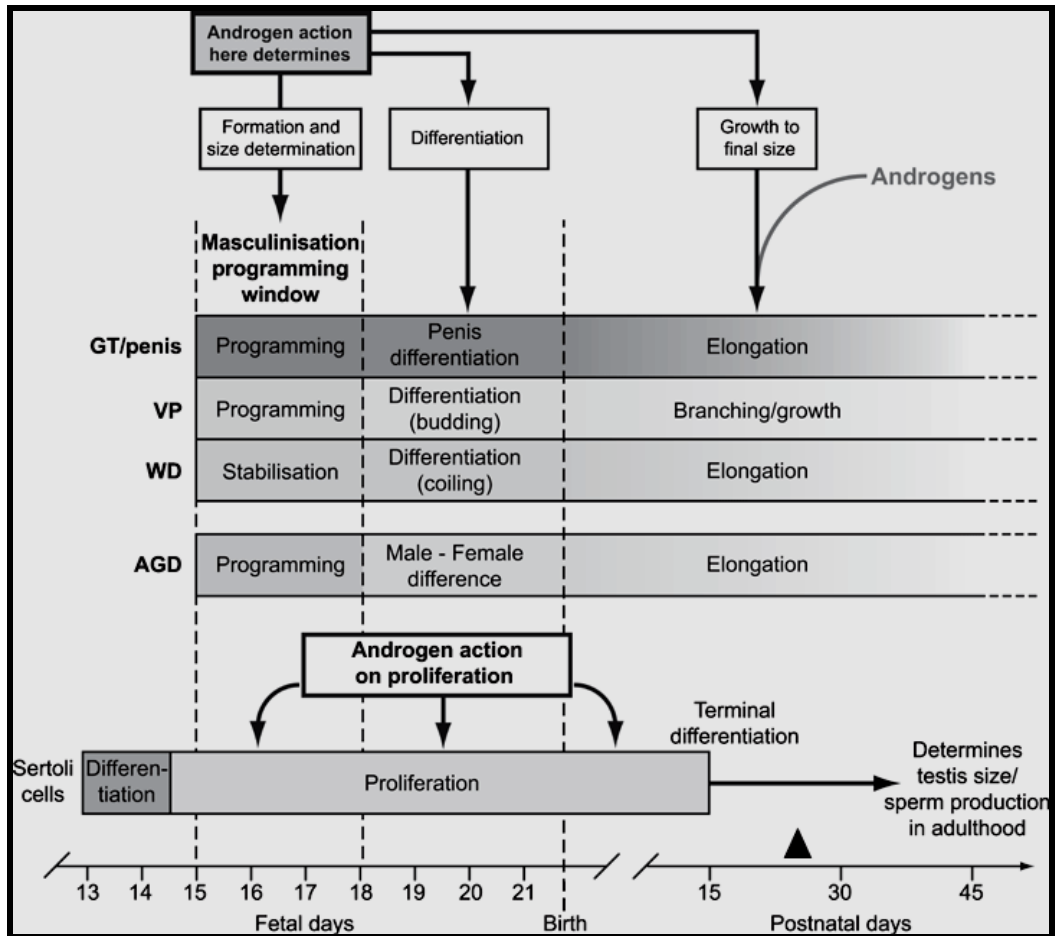 Androgen action
here determines
Formation and
size determination
Differentiation
Growth to
final size
Androgens
Masculinisation
programming
window
GT/penis
Programming
Penis
differentiation
Elongation
VP
Programming
Differentiation
(budding)
Branching/growth
WD
Stabilisation
Differentiation
(coiling)
Elongation
AGD
Programming
Male - Female
difference
Elongation
Androgen action
on proliferation
Sertoli
cells
Differen-
tiation
Proliferation
Terminal
differentiation
Determines
testis size/
sperm production
in adulthood
13 14 15 16 17 18 19 20 21 15 30 45
Fetal days Birth Postnatal days